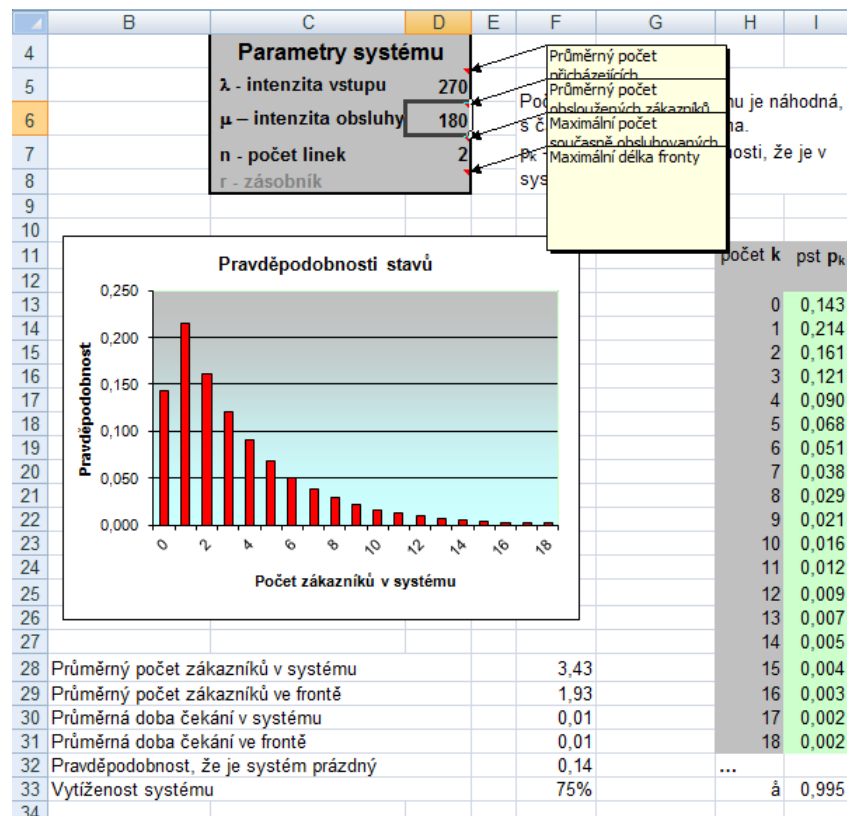 B C D E F G H I
4 Parametry systému
Průměrný počet
přicházejících
5 λ - intenzita vstupu 270
Průměrný počet
obsloužených zákazníků
nu je náhodná,
6 μ – intenzita obsluhy 180
s č
Maximální počet
současně obsluhovaných
na.
7 n - počet linek 2
pk -
Maximální délka fronty
nosti, že je v
8 r - zásobník
sys
9
10
11 počet k pst pk
Pravděpodobnosti stavů
12
13 0 0,143
14 1 0,214
15 2 0,161
16 3 0,121
17 4 0,090
18 5 0,068
19 6 0,051
20 7 0,038
21 8 0,029
22 9 0,021
23 10 0,016
24 11 0,012
25 12 0,009
26 13 0,007
27 14 0,005
0,250
0,200
0,150
0,100
0,050
0,000
Pravděpodobnost
0 2 4 6 8 10 12 14 16 18
Počet zákazníků v systému
28 Průměrný počet zákazníků v systému 3,43 15 0,004
29 Průměrný počet zákazníků ve frontě 1,93 16 0,003
30 Průměrná doba čekání v systému 0,01 17 0,002
31 Průměrná doba čekání ve frontě 0,01 18 0,002
32 Pravděpodobnost, že je systém prázdný 0,14 ...
33 Vytíženost systému 75% å 0,995
34